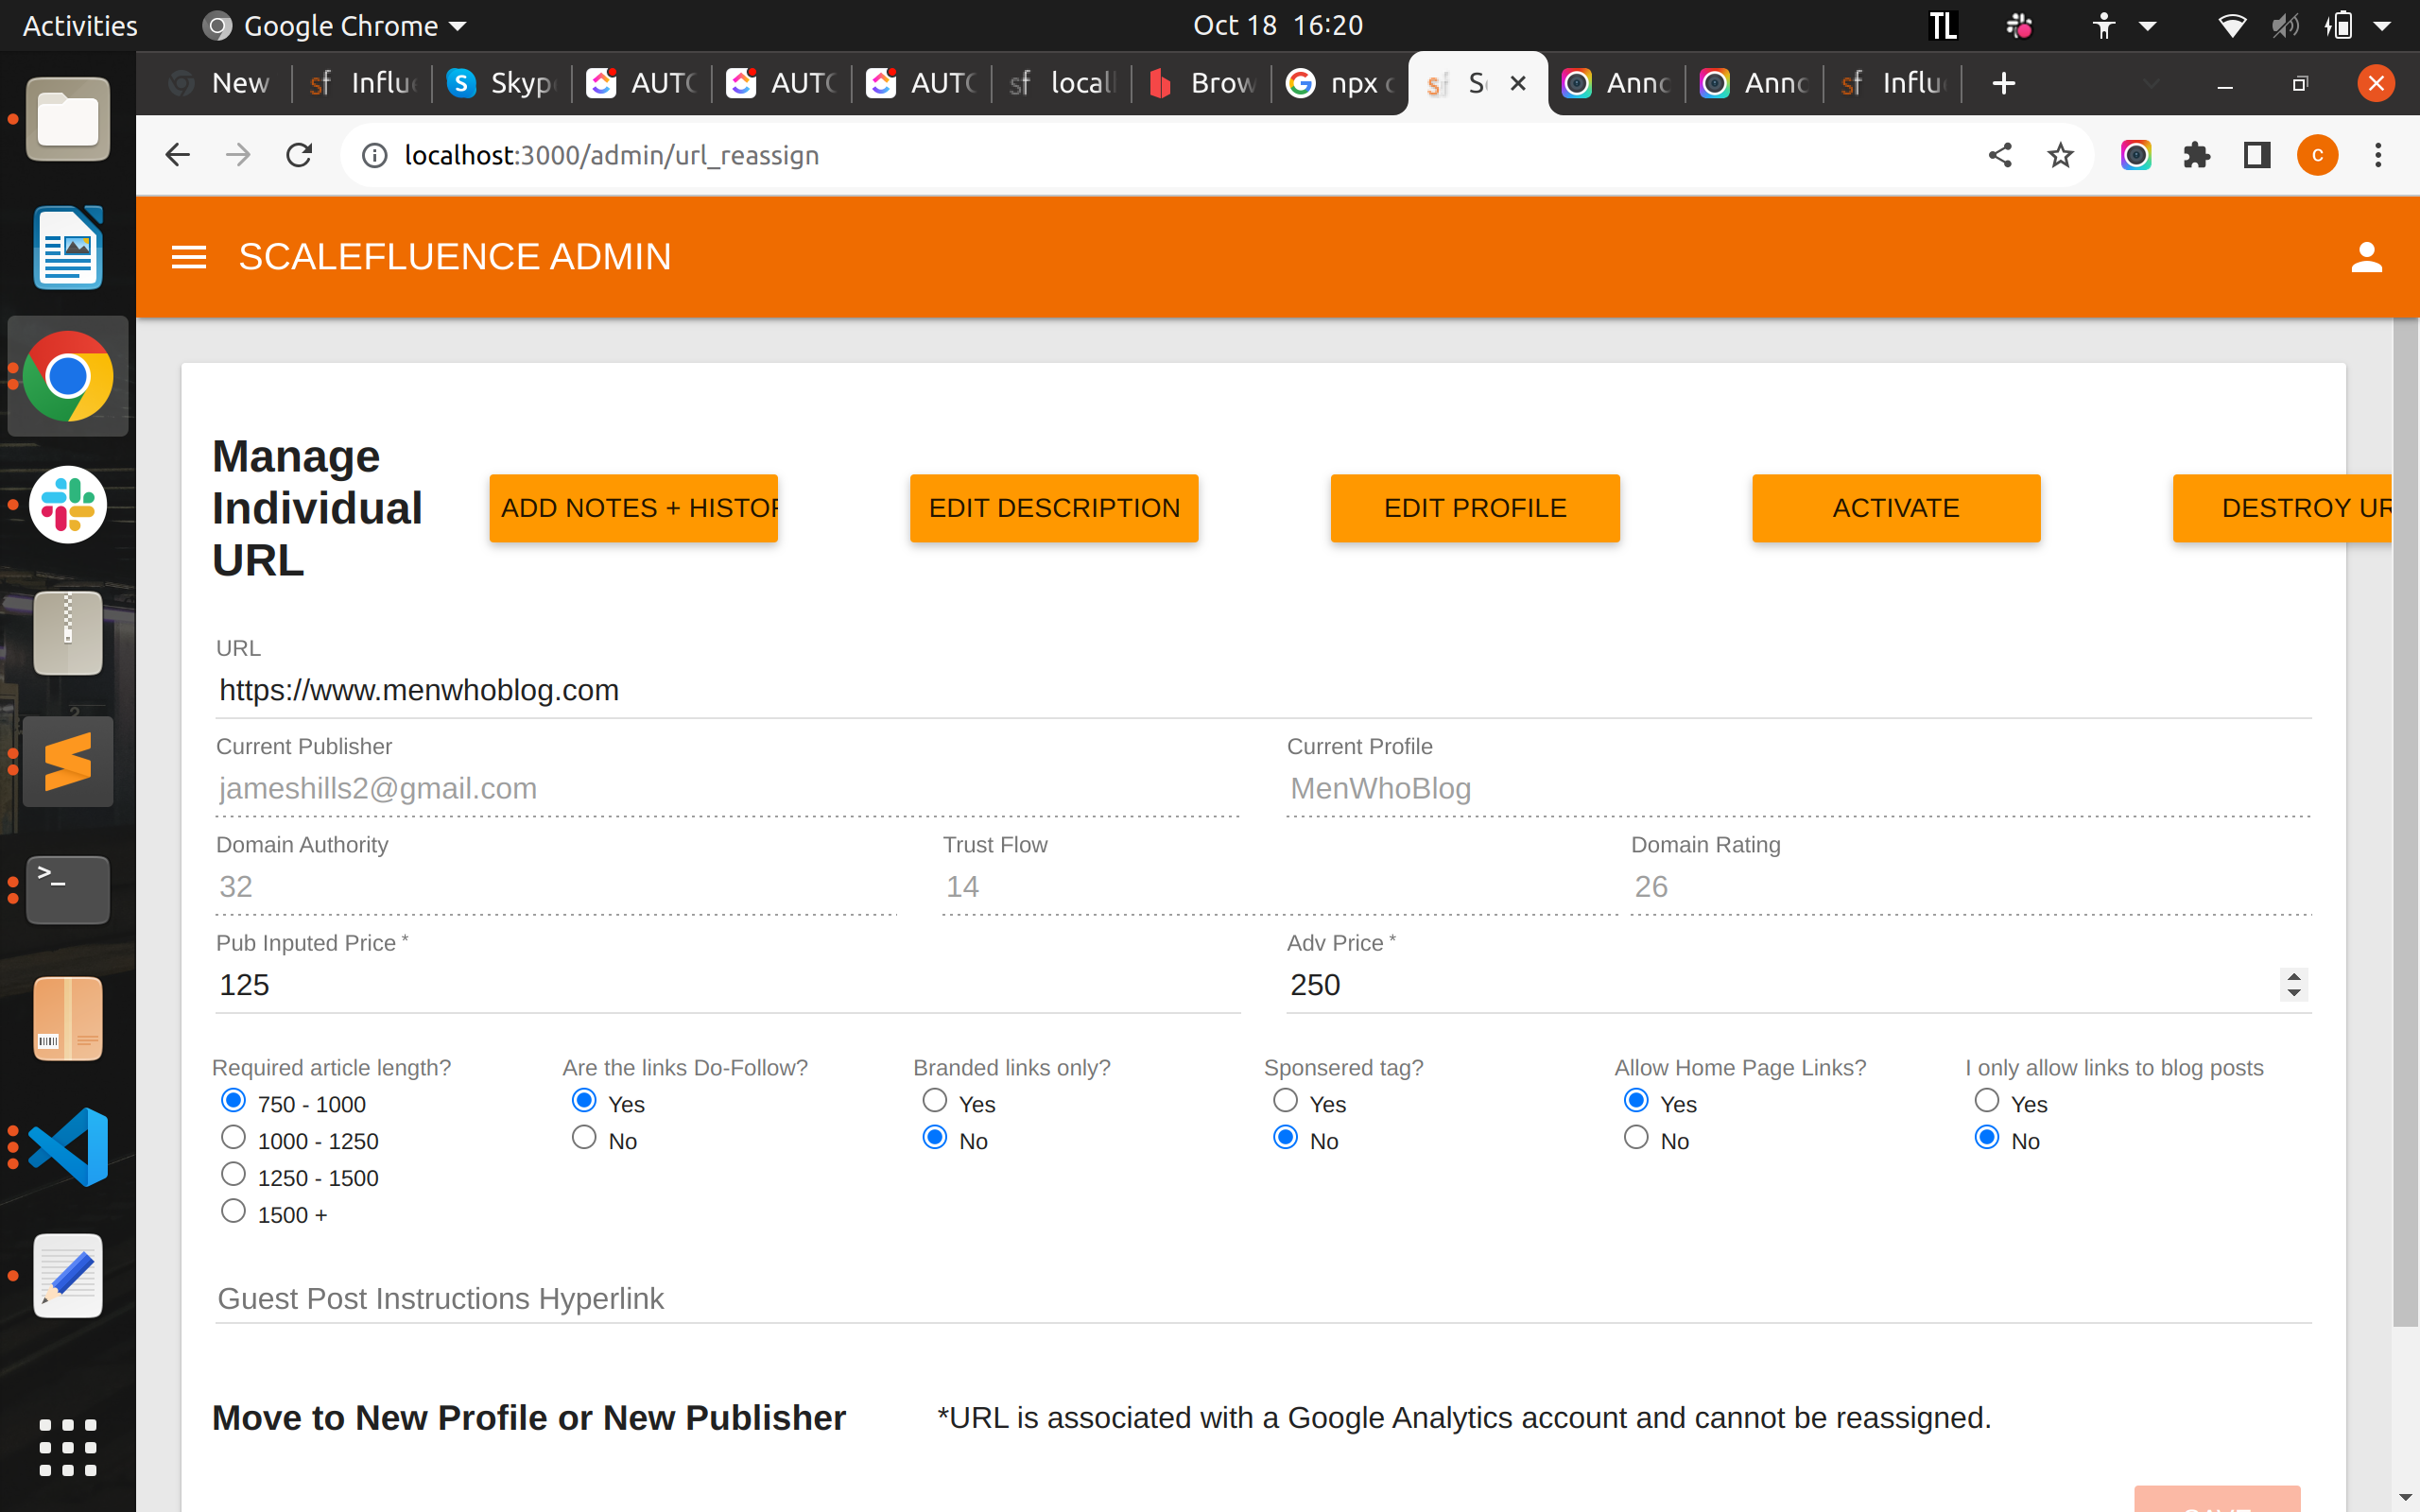 Activities Google Chrome Oct 18 16:20 TL
New Influ Skyp AUTO AUTO AUTO local Brow npx S Anno Anno Influ
localhost:3000/admin/url_reassign C
SCALEFLUENCE ADMIN
Manage
Individual
URL
ADD NOTES + HISTOR EDIT DESCRIPTION EDIT PROFILE ACTIVATE DESTROY UR
URL
https://www.menwhoblog.com
Current Publisher Current Profile
jameshills2@gmail.com MenWhoBlog
Domain Authority Trust Flow Domain Rating
32 14 26
Pub Inputed Price * Adv Price *
125 250
Required article length? Are the links Do-Follow? Branded links only? Sponsered tag? Allow Home Page Links? I only allow links to blog posts
750 - 1000 Yes Yes Yes Yes Yes
1000 - 1250 No No No No No
1250 - 1500
1500 +
Guest Post Instructions Hyperlink
Move to New Profile or New Publisher *URL is associated with a Google Analytics account and cannot be reassigned.